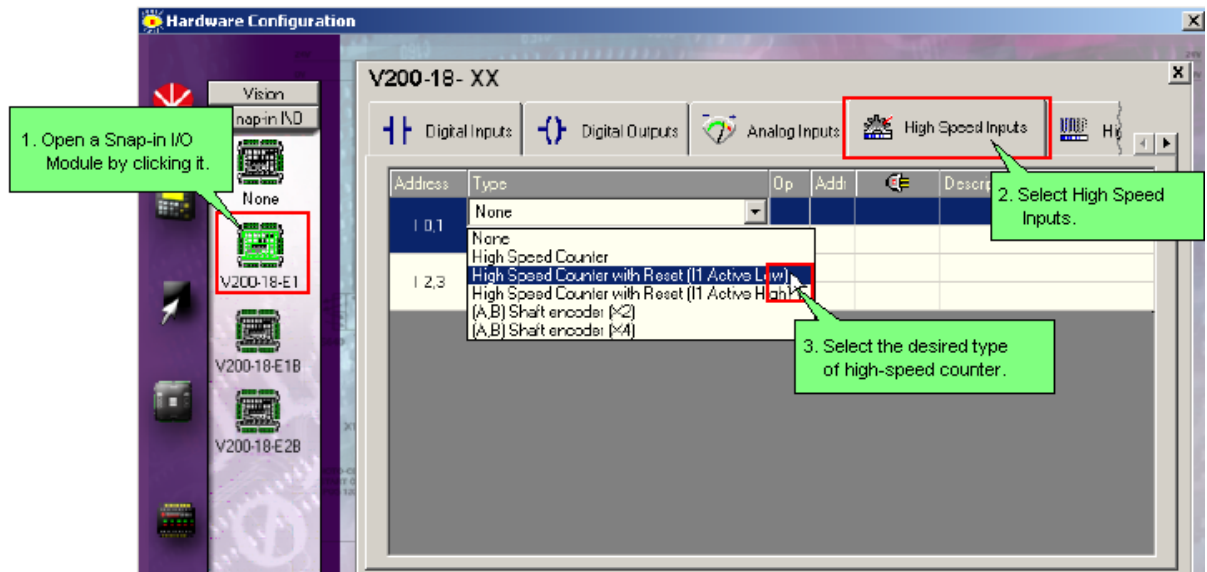 Hardware Configuration
V200-18- XX
Vision
nap-in I\O
1. Open a Snap-in I/O
Module by clicking it.
None
V200-18-E1
V200-18-E1B
V200-18-E2B
Digital Inputs
Digital Outputs
Analog Inputs
High Speed Inputs
Address
Type
Op
Add
Descrip
2. Select High Speed
Inputs.
I 0,1
None
None
High Speed Counter
High Speed Counter with Reset (I1 Active Low)
High Speed Counter with Reset (I1 Active High)
(A,B) Shaft encoder (X2)
(A,B) Shaft encoder (X4)
I 2,3
3. Select the desired type
of high-speed counter.